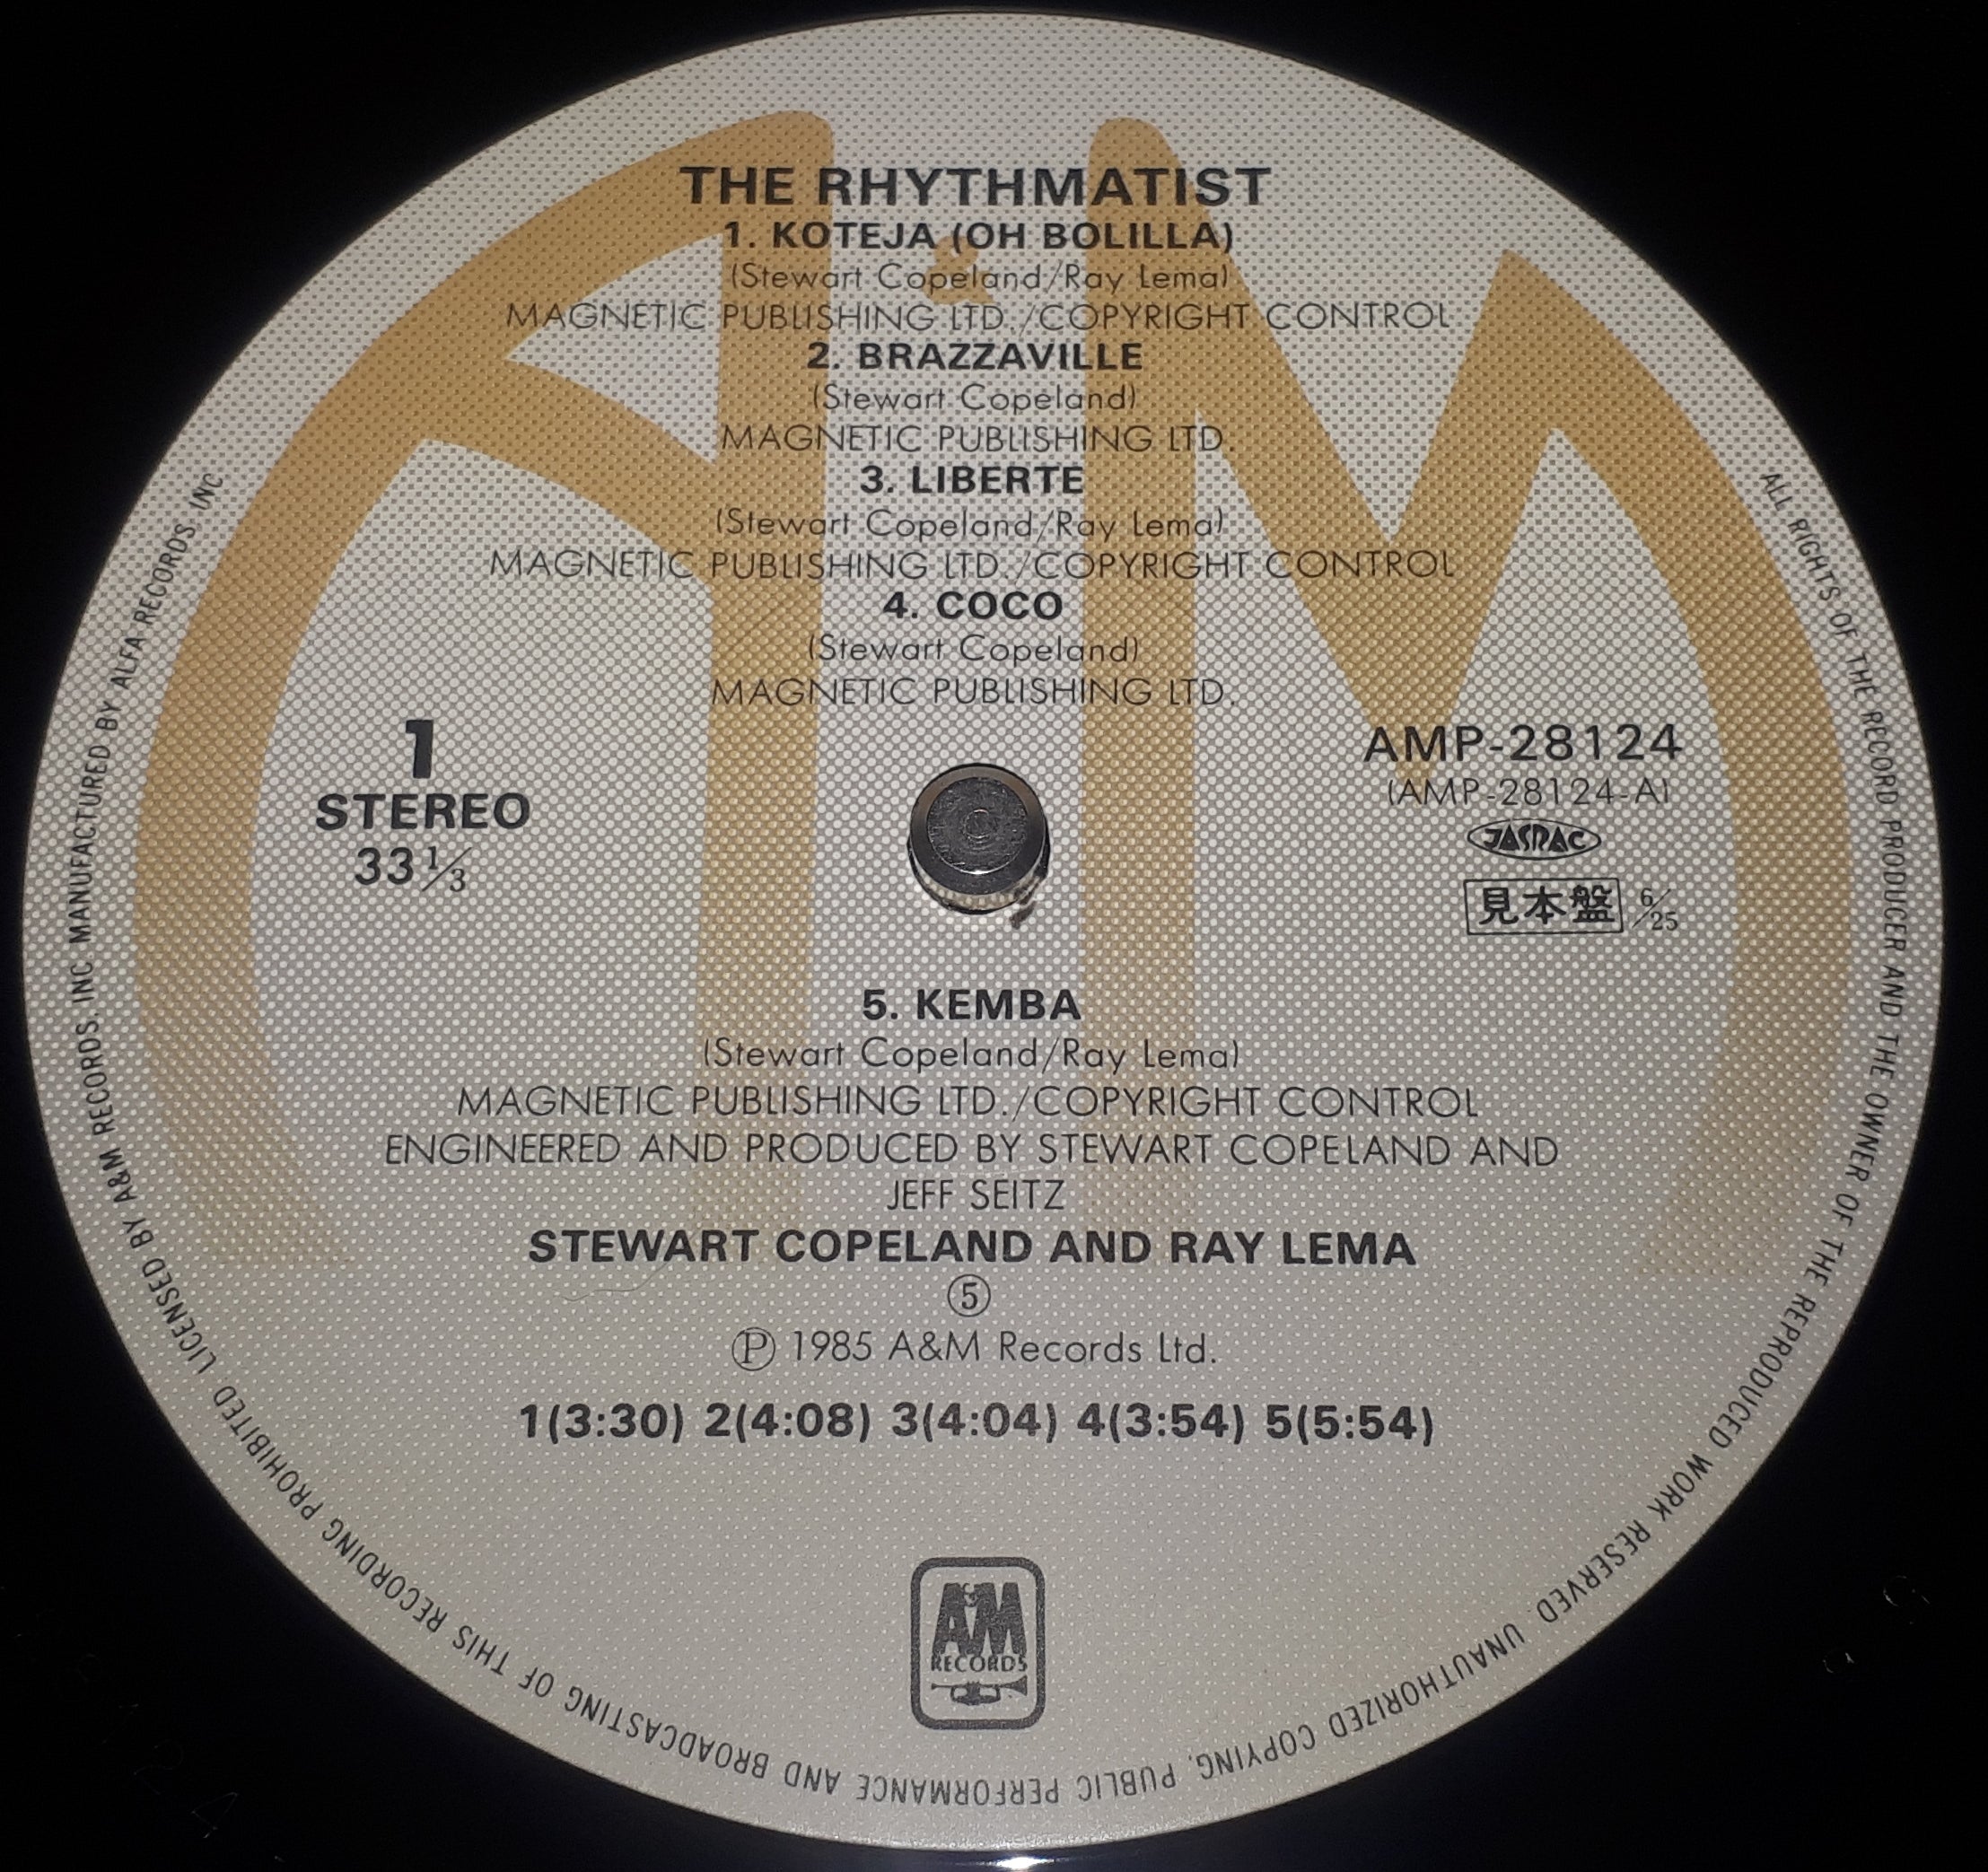 THE RHYTHMATIST
1. KOTEJA (OH BOLILLA)
(Stewart Copeland/Ray Lema)
MAGNETIC PUBLISHING LTD./COPYRIGHT CONTROL
2. BRAZZAVILLE
(Stewart Copeland)
MAGNETIC PUBLISHING LTD.
3. LIBERTE
(Stewart Copeland/Ray Lema)
MAGNETIC PUBLISHING LTD./COPYRIGHT CONTROL
4. COCO
(Stewart Copeland)
MAGNETIC PUBLISHING LTD.
1
STEREO
33 1/3
AMP-28124
(AMP-28124-A)
JASRAC
見本盤 6/25
5. KEMBA
(Stewart Copeland/Ray Lema)
MAGNETIC PUBLISHING LTD./COPYRIGHT CONTROL
ENGINEERED AND PRODUCED BY STEWART COPELAND AND
JEFF SEITZ
STEWART COPELAND AND RAY LEMA
⑤
Ⓟ 1985 A&M Records Ltd.
1(3:30) 2(4:08) 3(4:04) 4(3:54) 5(5:54)
A&M
RECORDS
A&M
ALL RIGHTS OF THE RECORD PRODUCER AND THE OWNER OF THE REPRODUCED WORK RESERVED. UNAUTHORIZED COPYING, PUBLIC PERFORMANCE AND BROADCASTING OF THIS RECORDING PROHIBITED LICENSED BY A&M RECORDS, INC MANUFACTURED BY ALFA RECORDS, INC